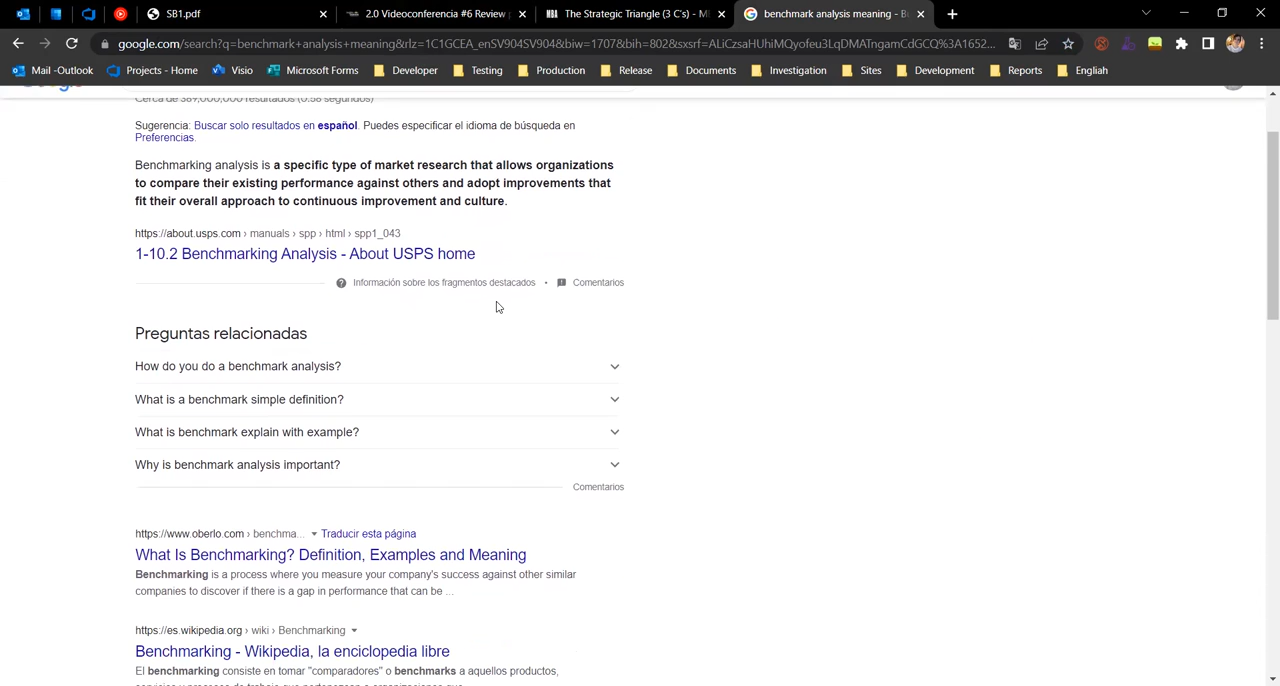 SB1.pdf
2.0 Videoconferencia #6 Review
The Strategic Triangle (3 C's) - M
benchmark analysis meaning - B
google.com/search?q=benchmark+analysis+meaning&rlz=1C1GCEA_enSV904SV904&biw=1707&bih=802&sxsrf=ALiCzsaHUhiMQyofeu3LqDMATngamCdGCQ%3A1652...
Mail -Outlook
Projects - Home
Visio
Microsoft Forms
Developer
Testing
Production
Release
Documents
Investigation
Sites
Development
Reports
Engliah
Cerca de 389,000,000 resultados (0.58 segundos)
Sugerencia: Buscar solo resultados en español. Puedes especificar el idioma de búsqueda en
Preferencias.
Benchmarking analysis is a specific type of market research that allows organizations
to compare their existing performance against others and adopt improvements that
fit their overall approach to continuous improvement and culture.
https://about.usps.com › manuals › spp › html › spp1_043
1-10.2 Benchmarking Analysis - About USPS home
Información sobre los fragmentos destacados • Comentarios
Preguntas relacionadas
How do you do a benchmark analysis?
What is a benchmark simple definition?
What is benchmark explain with example?
Why is benchmark analysis important?
Comentarios
https://www.oberlo.com › benchma... Traducir esta página
What Is Benchmarking? Definition, Examples and Meaning
Benchmarking is a process where you measure your company's success against other similar
companies to discover if there is a gap in performance that can be ...
https://es.wikipedia.org › wiki › Benchmarking
Benchmarking - Wikipedia, la enciclopedia libre
El benchmarking consiste en tomar "comparadores" o benchmarks a aquellos productos,